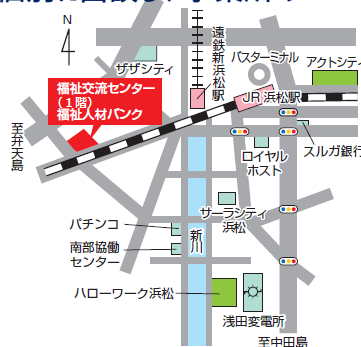 N
ザザシティ
遠鉄新浜松駅
バスターミナル
アクトシティ
福祉交流センター
（1階）
福祉人材バンク
JR 浜松駅
至弁天島
ロイヤル
ホスト
スルガ銀行
サーラシティ
浜松
パチンコ
新川
南部協働
センター
ハローワーク浜松
浅田変電所
至中田島